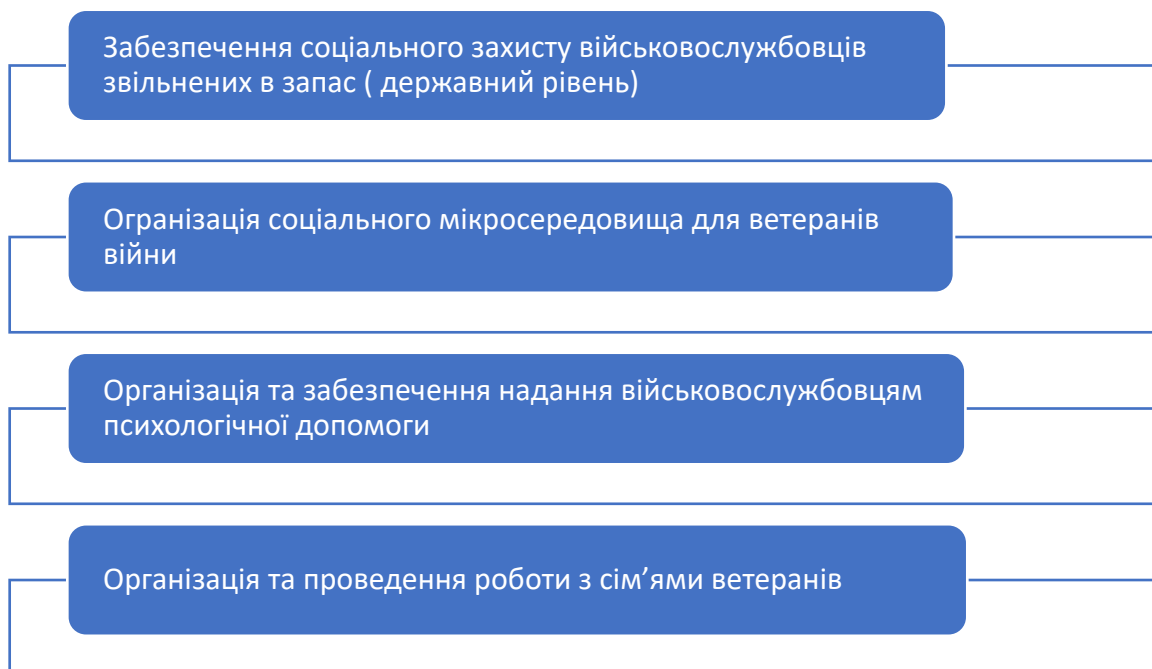 Забезпечення соціального захисту військовослужбовців
звільнених в запас ( державний рівень)
Огранізація соціального мікросередовища для ветеранів
війни
Організація та забезпечення надання військовослужбовцям
психологічної допомоги
Організація та проведення роботи з сім’ями ветеранів